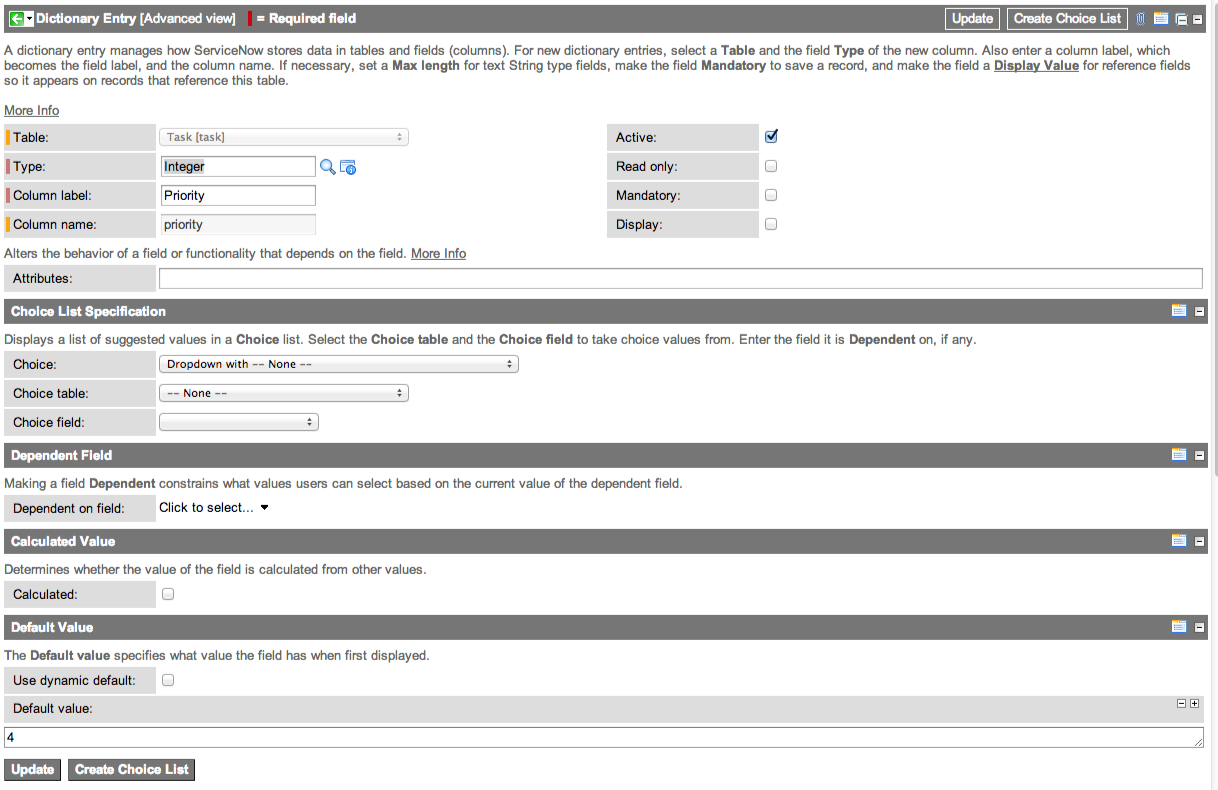 Dictionary Entry [Advanced view] = Required field Update Create Choice List
A dictionary entry manages how ServiceNow stores data in tables and fields (columns). For new dictionary entries, select a Table and the field Type of the new column. Also enter a column label, which
becomes the field label, and the column name. If necessary, set a Max length for text String type fields, make the field Mandatory to save a record, and make the field a Display Value for reference fields
so it appears on records that reference this table.
More Info
Table: Task [task] Active:
Type: Integer Read only:
Column label: Priority Mandatory:
Column name: priority Display:
Alters the behavior of a field or functionality that depends on the field. More Info
Attributes:
Choice List Specification
Displays a list of suggested values in a Choice list. Select the Choice table and the Choice field to take choice values from. Enter the field it is Dependent on, if any.
Choice: Dropdown with -- None --
Choice table: -- None --
Choice field:
Dependent Field
Making a field Dependent constrains what values users can select based on the current value of the dependent field.
Dependent on field: Click to select...
Calculated Value
Determines whether the value of the field is calculated from other values.
Calculated:
Default Value
The Default value specifies what value the field has when first displayed.
Use dynamic default:
Default value:
4
Update Create Choice List